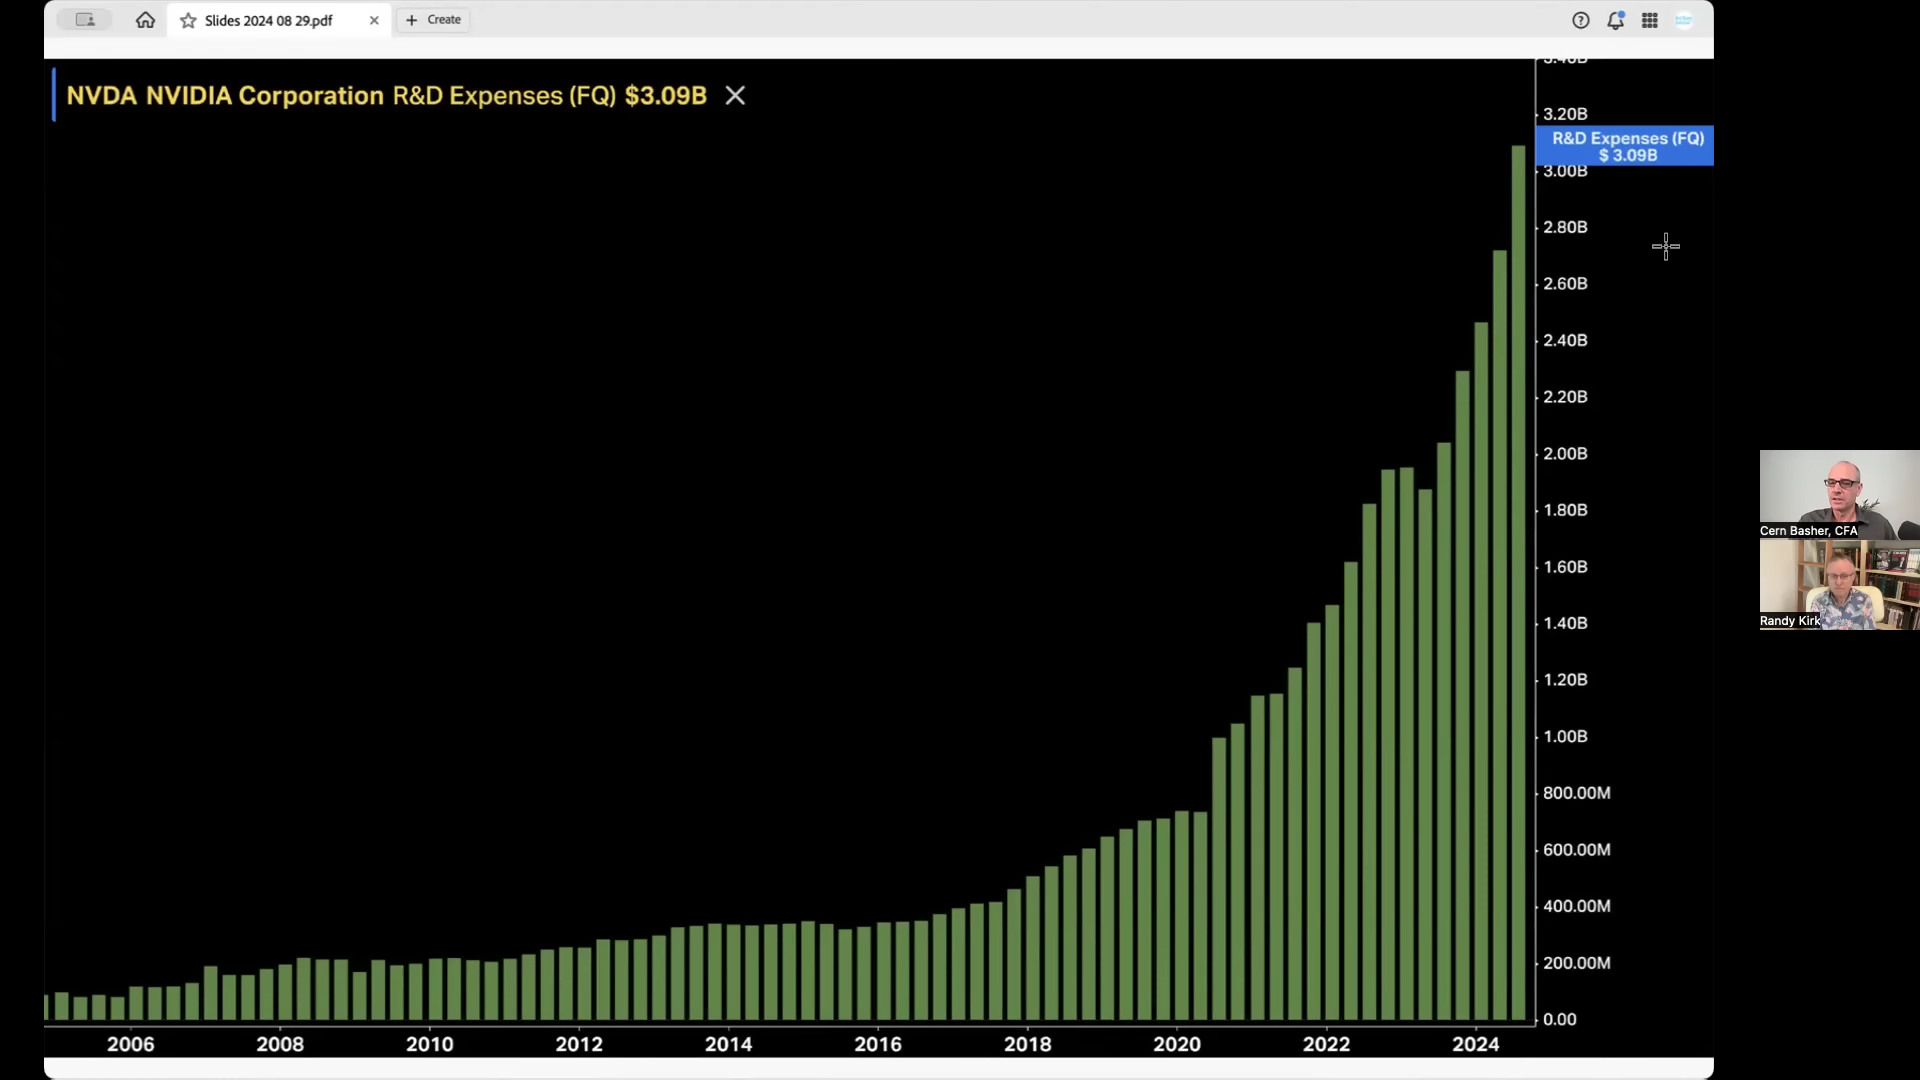 Slides 2024 08 29.pdf
Create
NVDA NVIDIA Corporation R&D Expenses (FQ) $3.09B
3.40B
3.20B
R&D Expenses (FQ)
$ 3.09B
3.00B
2.80B
2.60B
2.40B
2.20B
2.00B
1.80B
1.60B
1.40B
1.20B
1.00B
800.00M
600.00M
400.00M
200.00M
0.00
2006 2008 2010 2012 2014 2016 2018 2020 2022 2024
Cern Basher, CFA
Randy Kirk